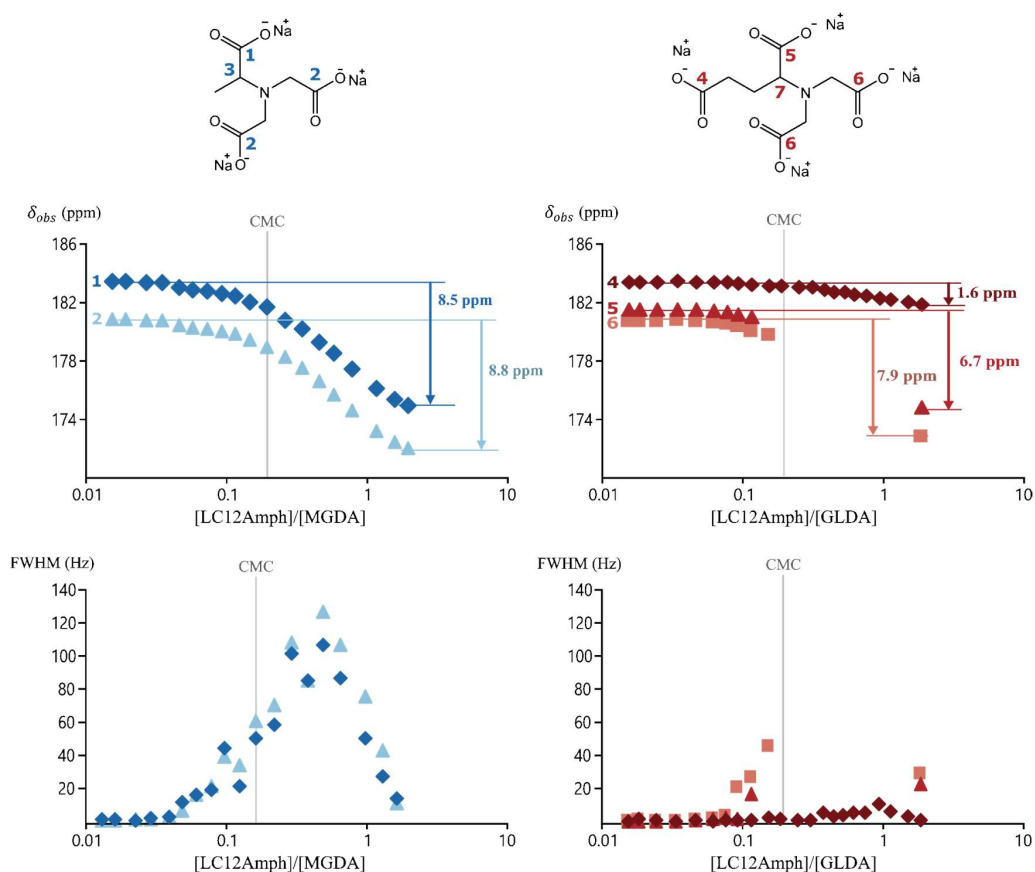 O O⁻ Na⁺
1
3
2
N
O⁻ Na⁺
O
2
O
Na⁺ O⁻
O O⁻ Na⁺
5
Na⁺
O⁻ 4
7
6
N
O⁻ Na⁺
O
O
O
6
O⁻ Na⁺
δobs (ppm)
CMC
186
182
178
174
1
2
8.5 ppm
8.8 ppm
0.01 0.1 1 10
[LC12Amph]/[MGDA]
δobs (ppm)
CMC
186
182
178
174
4
5
6
1.6 ppm
6.7 ppm
7.9 ppm
0.01 0.1 1 10
[LC12Amph]/[GLDA]
FWHM (Hz)
CMC
140
120
100
80
60
40
20
0.01 0.1 1 10
[LC12Amph]/[MGDA]
FWHM (Hz)
CMC
140
120
100
80
60
40
20
0.01 0.1 1 10
[LC12Amph]/[GLDA]